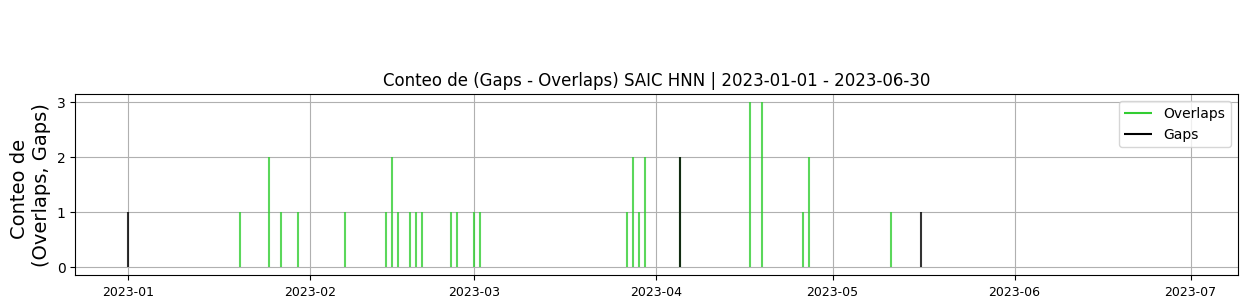 Conteo de (Gaps - Overlaps) SAIC HNN | 2023-01-01 - 2023-06-30
Conteo de
(Overlaps, Gaps)
3
2
1
0
Overlaps
Gaps
2023-01
2023-02
2023-03
2023-04
2023-05
2023-06
2023-07